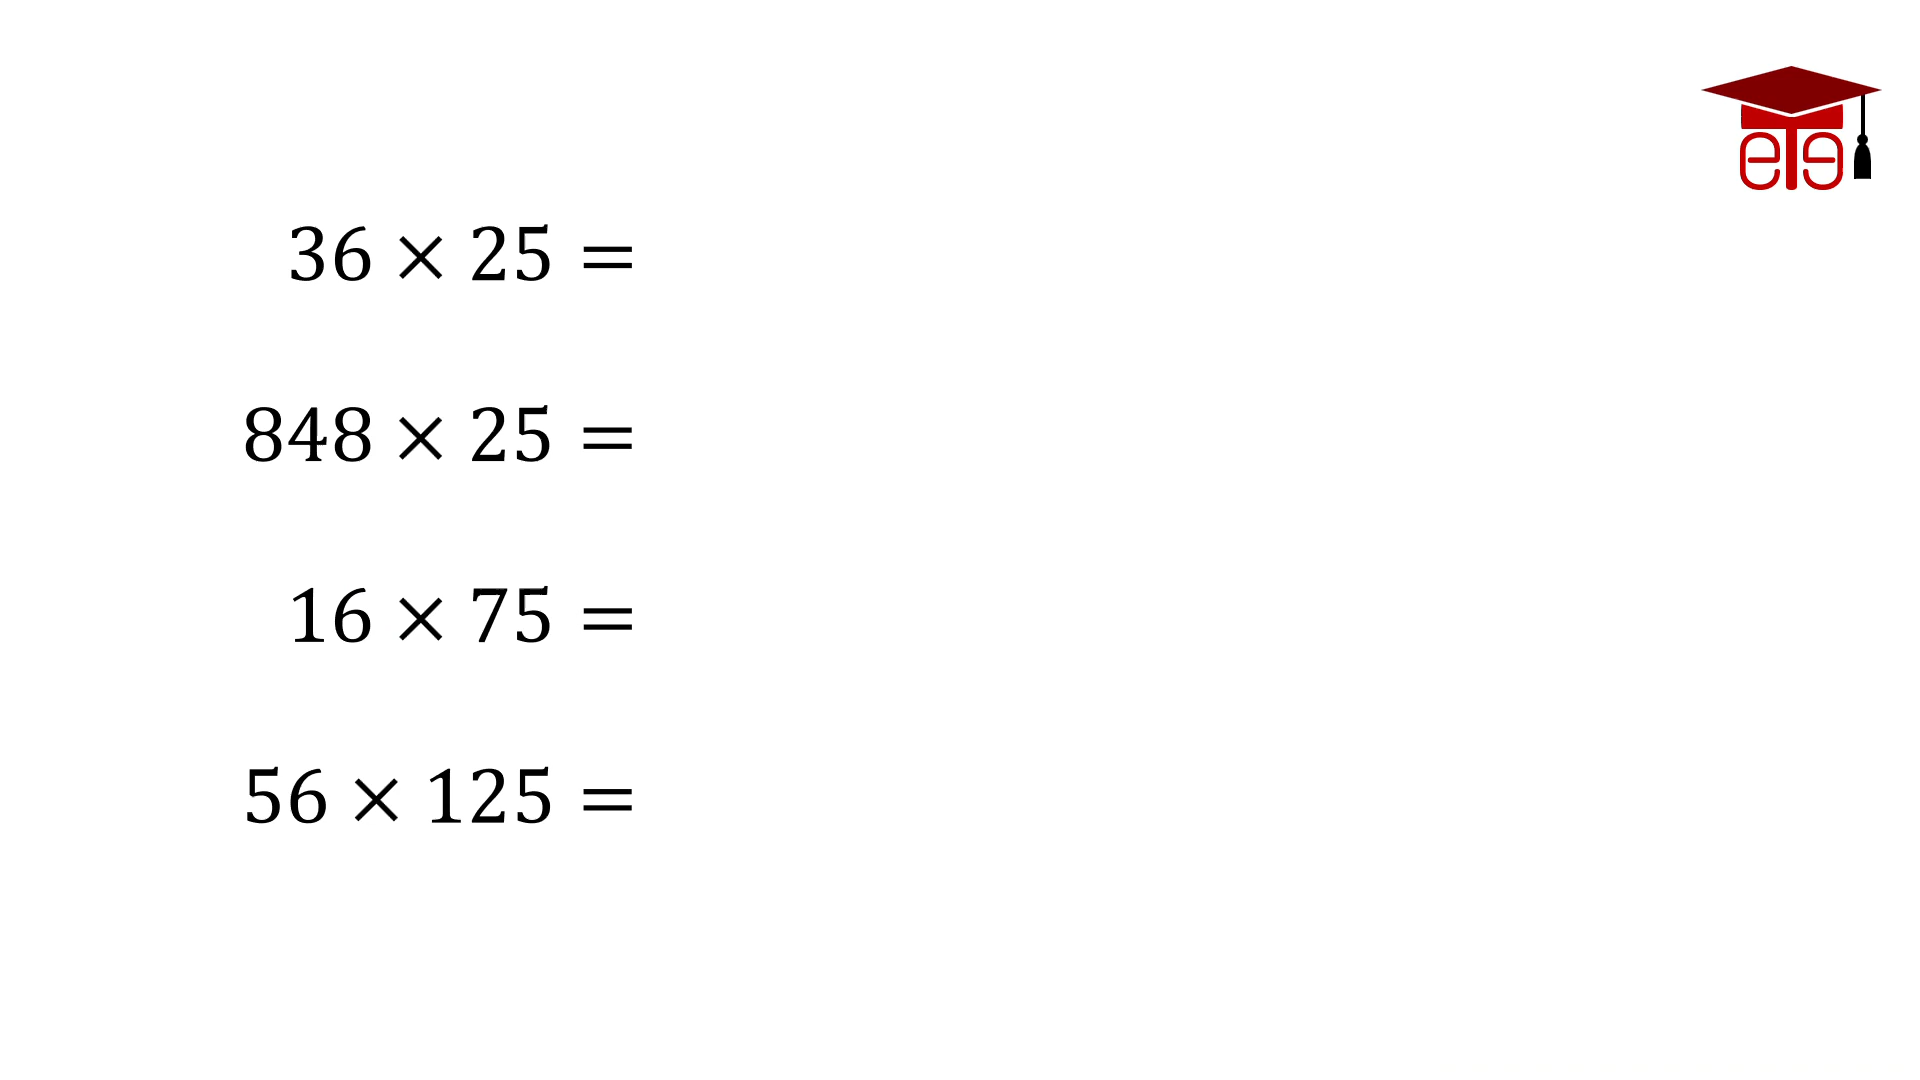 36 × 25 =
848 × 25 =
16 × 75 =
56 × 125 =